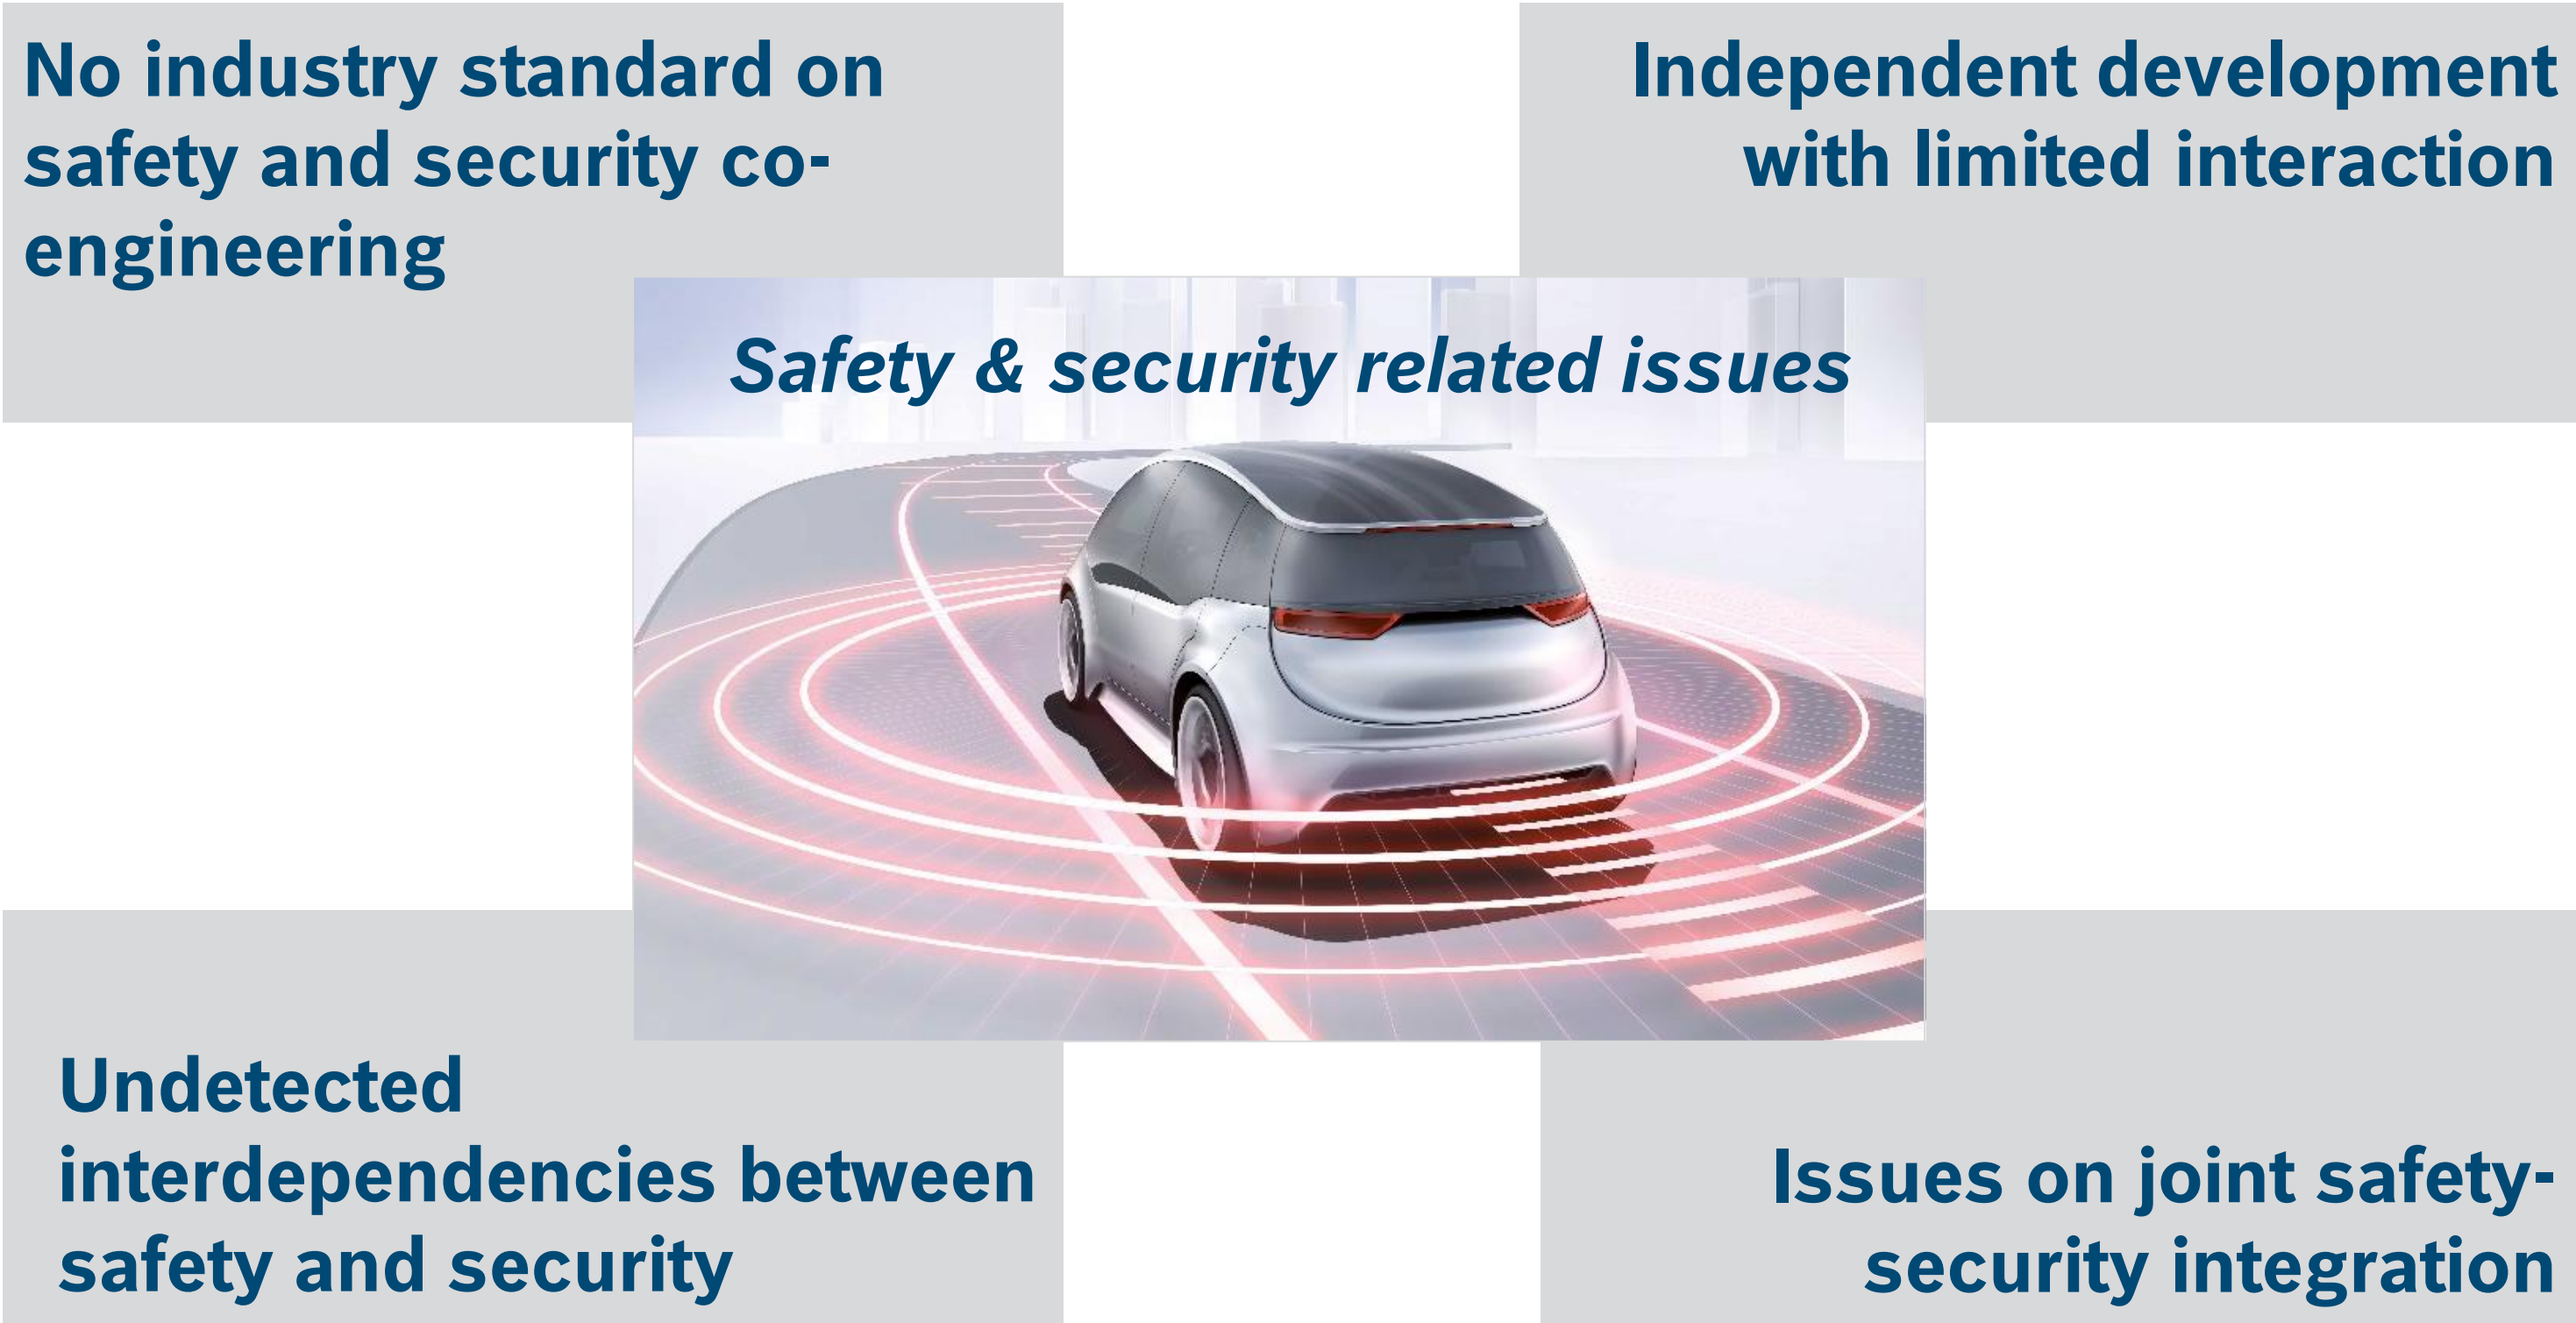 No industry standard on
safety and security co-
engineering
Independent development
with limited interaction
Safety & security related issues
Undetected
interdependencies between
safety and security
Issues on joint safety-
security integration